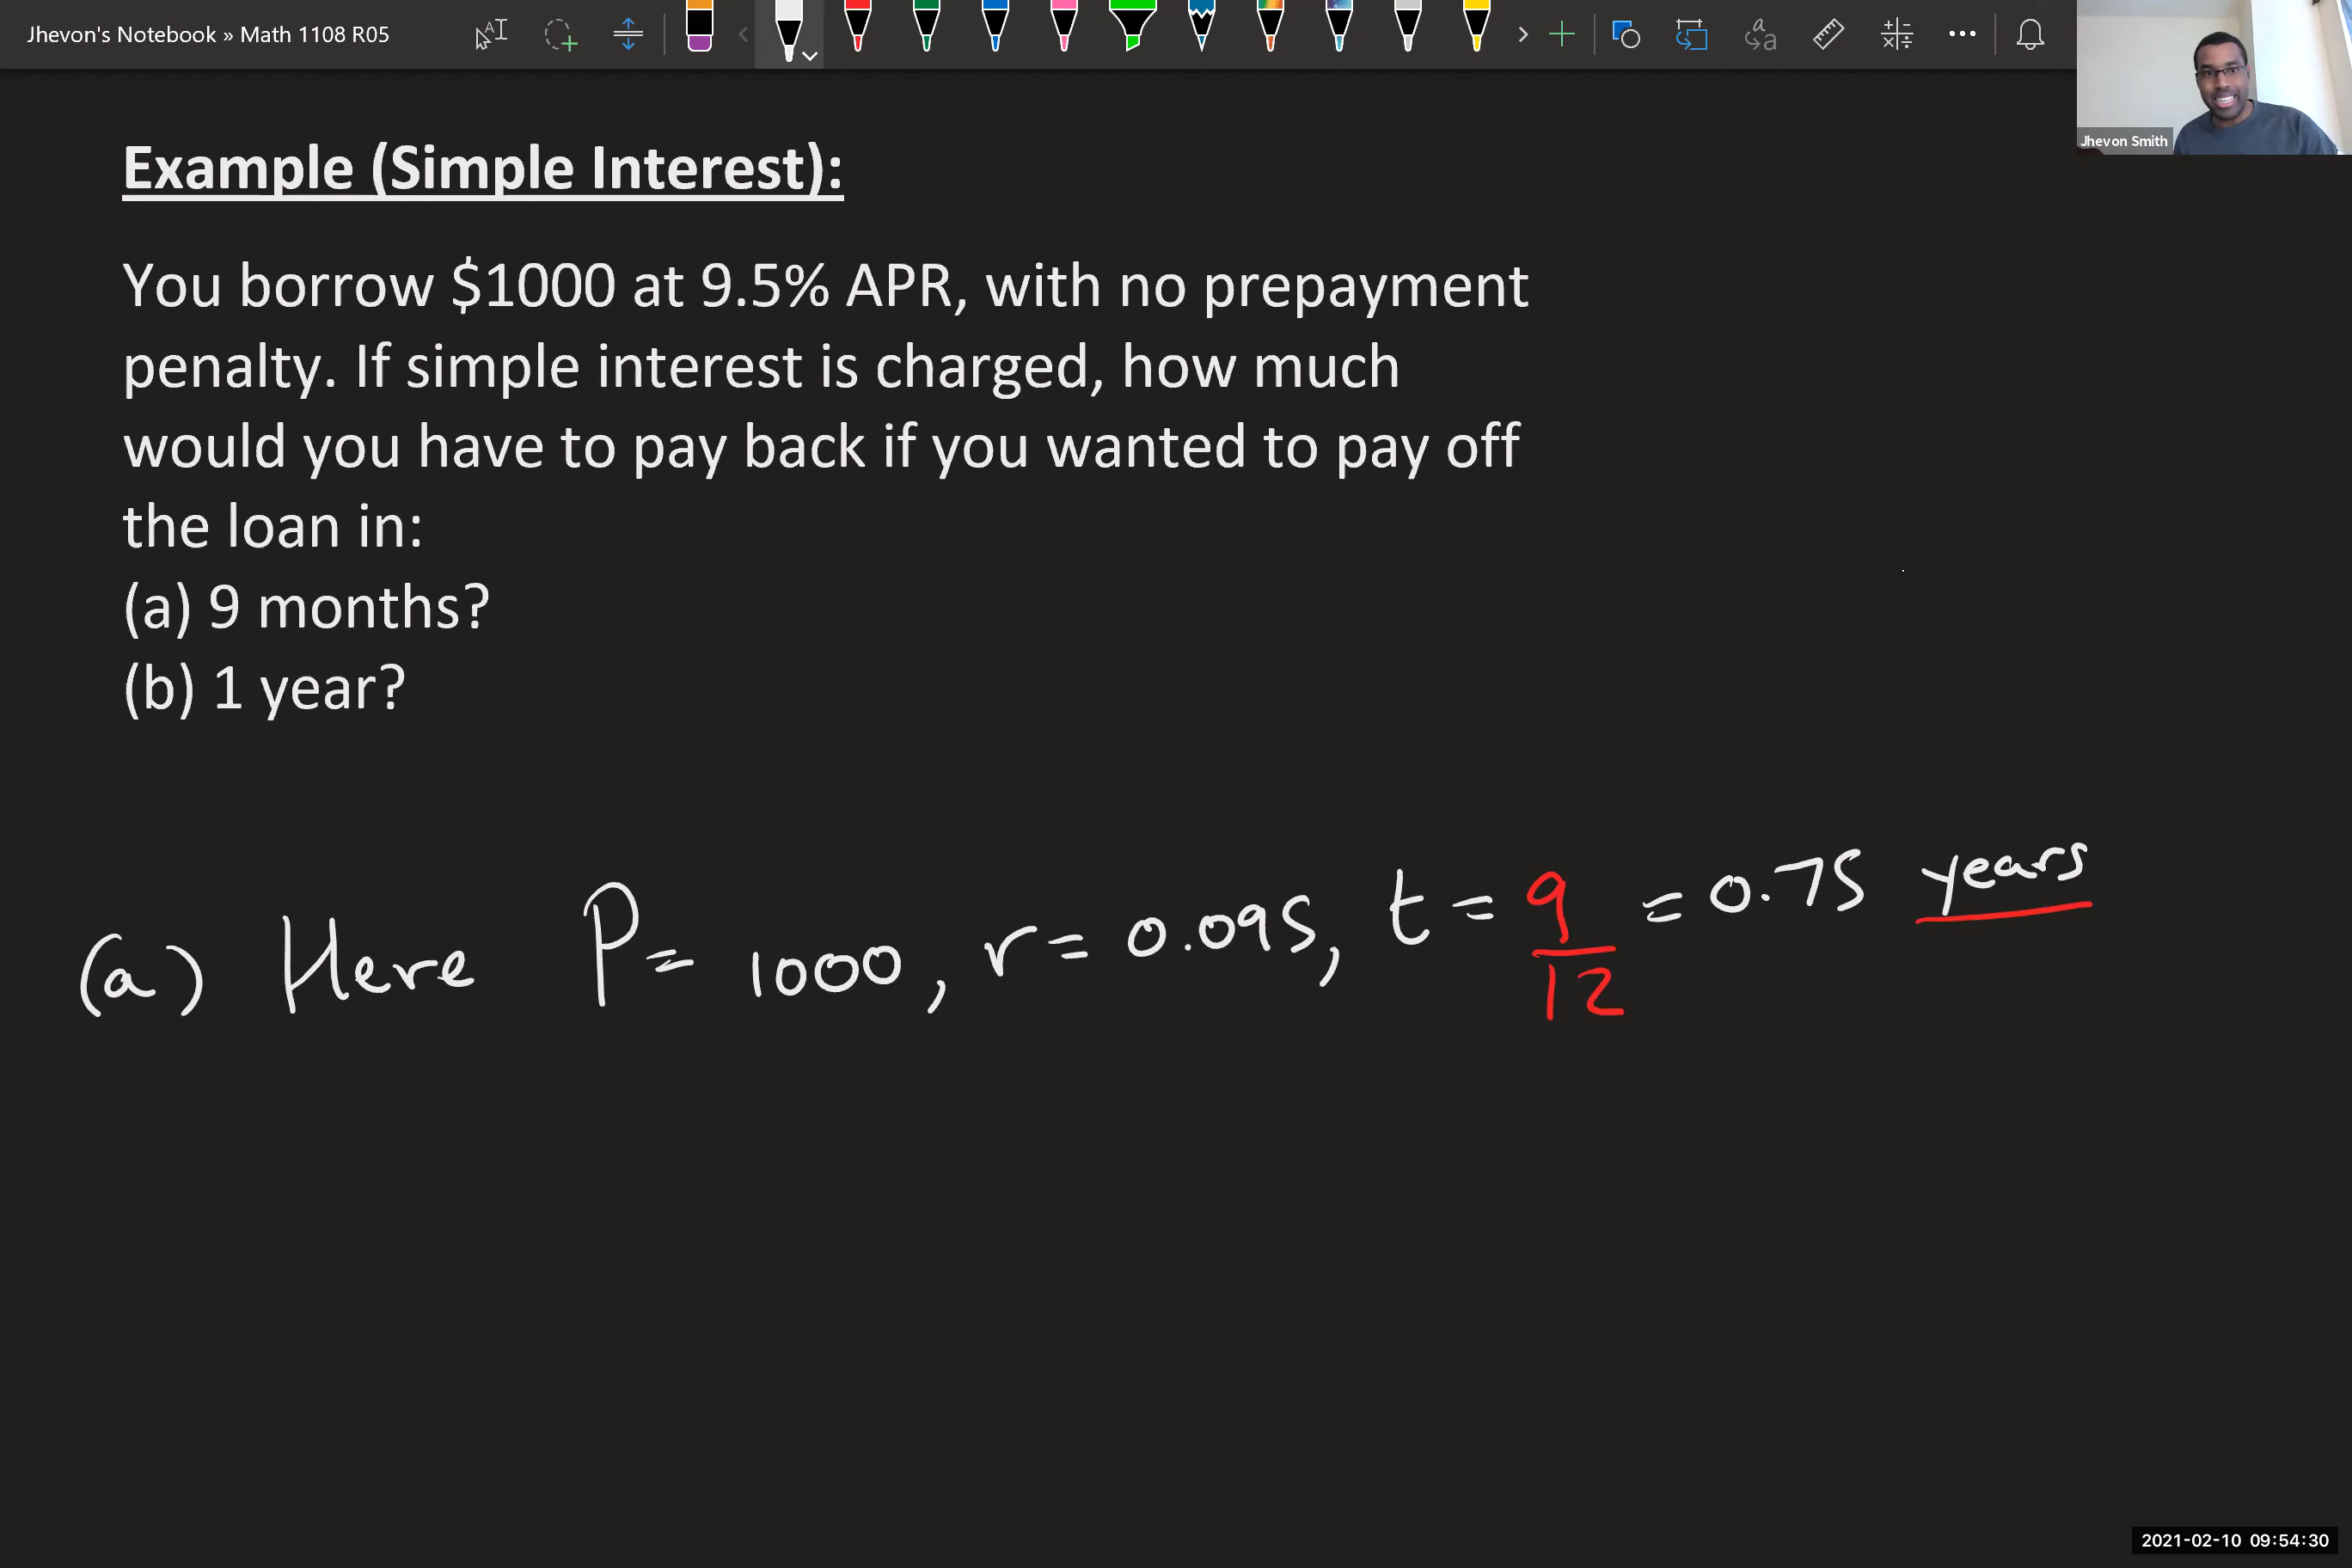 Jhevon's Notebook » Math 1108 R05
Jhevon Smith
Example (Simple Interest):
You borrow $1000 at 9.5% APR, with no prepayment
penalty. If simple interest is charged, how much
would you have to pay back if you wanted to pay off
the loan in:
(a) 9 months?
(b) 1 year?
(a) Here P= 1000, r= 0.095, t = 9/12 = 0.75 years
2021-02-10 09:54:30